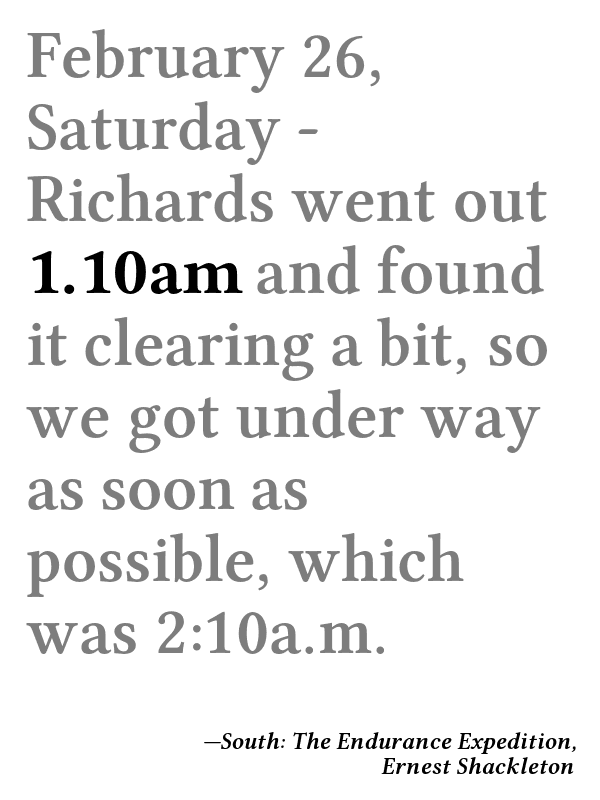 February 26,
Saturday -
Richards went out
1.10am and found
it clearing a bit, so
we got under way
as soon as
possible, which
was 2:10a.m.
—South: The Endurance Expedition,
Ernest Shackleton